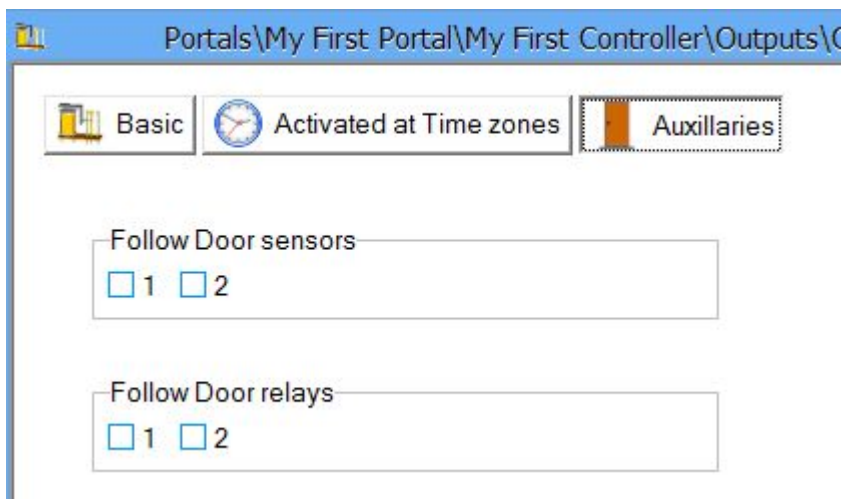 Portals\My First Portal\My First Controller\Outputs\
Basic
Activated at Time zones
Auxillaries
Follow Door sensors
1 2
Follow Door relays
1 2